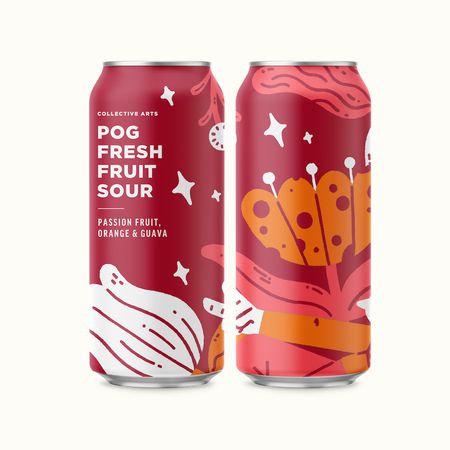 COLLECTIVE ARTS
POG
FRESH
FRUIT
SOUR
PASSION FRUIT,
ORANGE & GUAVA